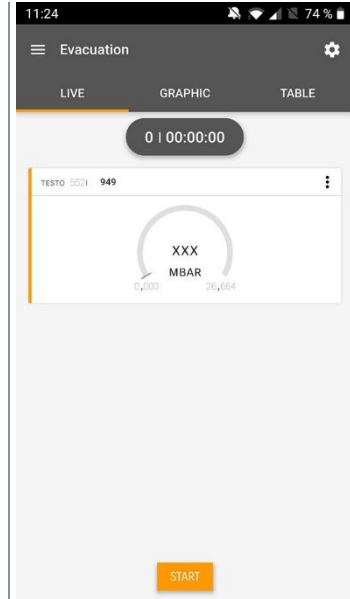 11:24 74 %
Evacuation
LIVE GRAPHIC TABLE
0 | 00:00:00
TESTO 552I 949
XXX
MBAR
0,000 26,664
START